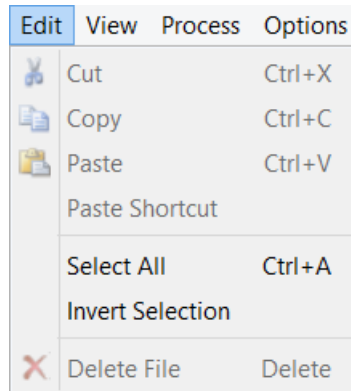 Edit View Process Options
Cut Ctrl+X
Copy Ctrl+C
Paste Ctrl+V
Paste Shortcut
Select All Ctrl+A
Invert Selection
Delete File Delete